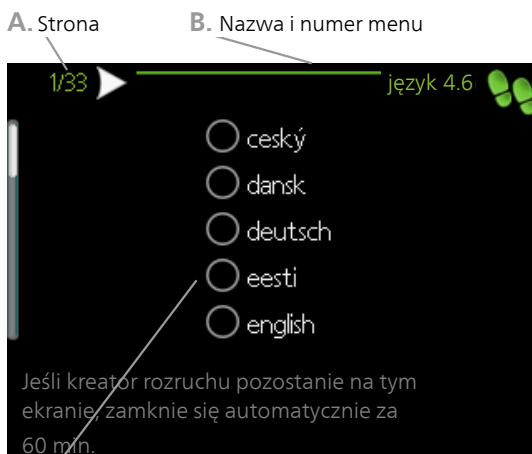 A. Strona
B. Nazwa i numer menu
1/33
język 4.6
ceský
dansk
deutsch
eesti
english
Jeśli kreator rozruchu pozostanie na tym
ekranie, zamknie się automatycznie za
60 min.